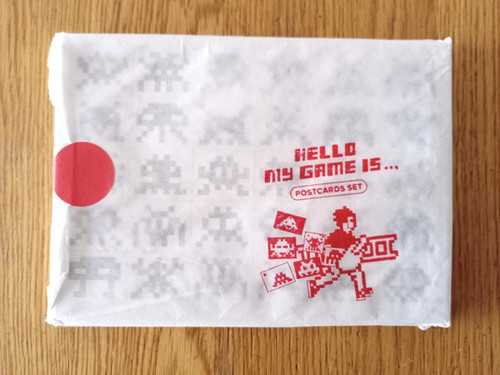 HELLO
MY GAME IS...
POSTCARDS SET